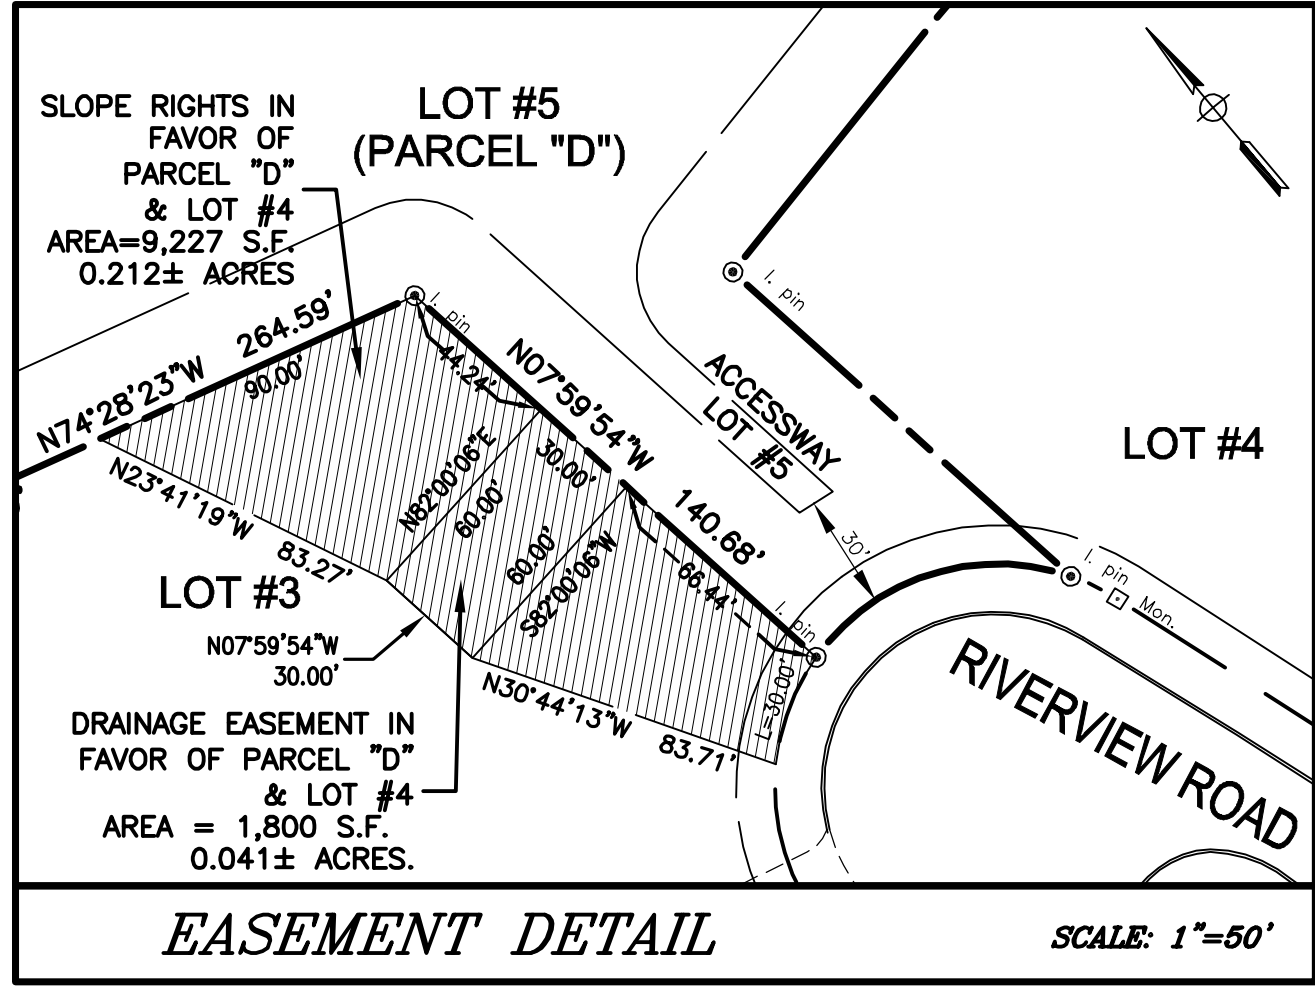 SLOPE RIGHTS IN
FAVOR OF
PARCEL "D"
& LOT #4
AREA=9,227 S.F.
0.212± ACRES
LOT #5
(PARCEL "D")
I. pin
I. pin
264.59'
N74°28'23"W
90.00'
44.24'
N07°59'54"W
140.68'
ACCESSWAY
LOT #5
LOT #4
30.00'
N82°00'06"E
60.00'
60.00'
S82°00'06"W
66.44'
30'
N23°41'19"W
83.27'
LOT #3
N07°59'54"W
30.00'
I. pin
I. pin
Mon.
L=30.00'
N30°44'13"W
83.71'
RIVERVIEW ROAD
DRAINAGE EASEMENT IN
FAVOR OF PARCEL "D"
& LOT #4
AREA = 1,800 S.F.
0.041± ACRES.
EASEMENT DETAIL
SCALE: 1"=50'